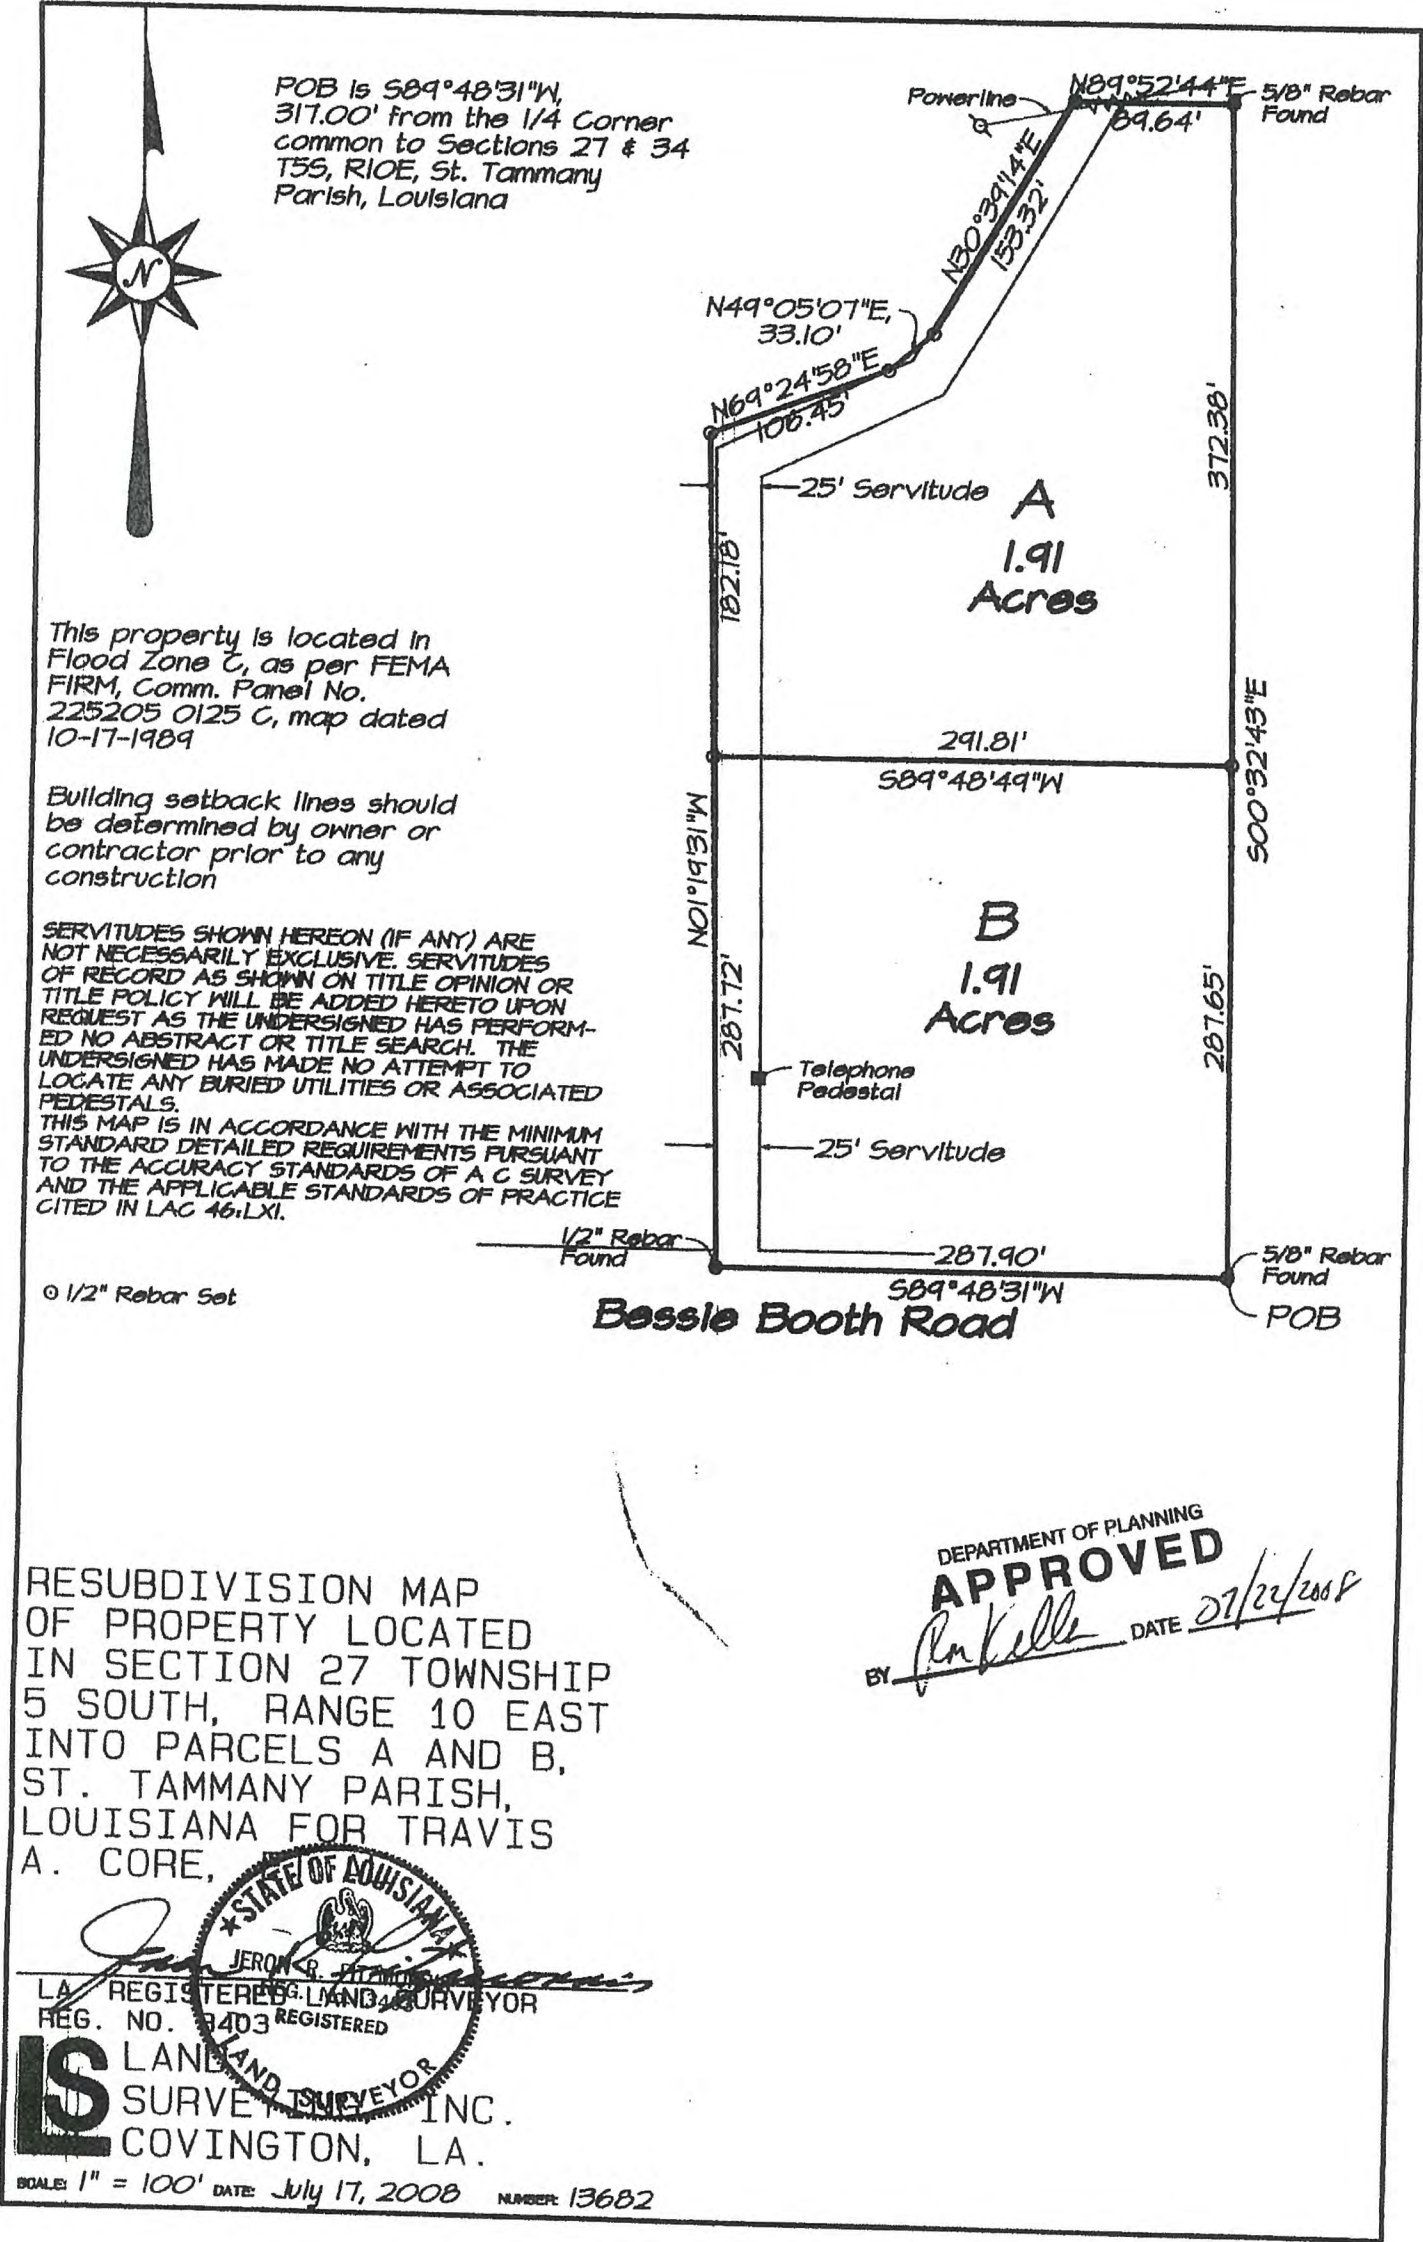 POB is S89°48'31"W,
317.00' from the 1/4 Corner
common to Sections 27 & 34
T5S, R10E, St. Tammany
Parish, Louisiana
Powerline
N89°52'44"E
89.64'
5/8" Rebar
Found
N30°39'14"E
153.32'
N49°05'07"E,
33.10'
N69°24'58"E
108.45'
25' Servitude
A
1.91
Acres
372.38'
182.18'
This property is located in
Flood Zone C, as per FEMA
FIRM, Comm. Panel No.
225205 0125 C, map dated
10-17-1989
291.81'
S89°48'49"W
S00°32'43"E
N01°19'31"W
Building setback lines should
be determined by owner or
contractor prior to any
construction
B
1.91
Acres
287.72'
287.65'
SERVITUDES SHOWN HEREON (IF ANY) ARE
NOT NECESSARILY EXCLUSIVE. SERVITUDES
OF RECORD AS SHOWN ON TITLE OPINION OR
TITLE POLICY WILL BE ADDED HERETO UPON
REQUEST AS THE UNDERSIGNED HAS PERFORM-
ED NO ABSTRACT OR TITLE SEARCH. THE
UNDERSIGNED HAS MADE NO ATTEMPT TO
LOCATE ANY BURIED UTILITIES OR ASSOCIATED
PEDESTALS.
THIS MAP IS IN ACCORDANCE WITH THE MINIMUM
STANDARD DETAILED REQUIREMENTS PURSUANT
TO THE ACCURACY STANDARDS OF A C SURVEY
AND THE APPLICABLE STANDARDS OF PRACTICE
CITED IN LAC 46:LXI.
Telephone
Pedestal
25' Servitude
1/2" Rebar
Found
287.90'
S89°48'31"W
5/8" Rebar
Found
POB
⊙ 1/2" Rebar Set
Bessie Booth Road
N
DEPARTMENT OF PLANNING
APPROVED
BY
DATE 07/22/2008
RESUBDIVISION MAP
OF PROPERTY LOCATED
IN SECTION 27 TOWNSHIP
5 SOUTH, RANGE 10 EAST
INTO PARCELS A AND B,
ST. TAMMANY PARISH,
LOUISIANA FOR TRAVIS
A. CORE,
STATE OF LOUISIANA
JERON R.
REG. No. 3403
REGISTERED
LAND SURVEYOR
LA REGISTERED LAND SURVEYOR
REG. NO. 3403
LS
LAND
SURVEYING INC.
COVINGTON, LA.
SCALE: 1" = 100' DATE: July 17, 2008 NUMBER: 13682